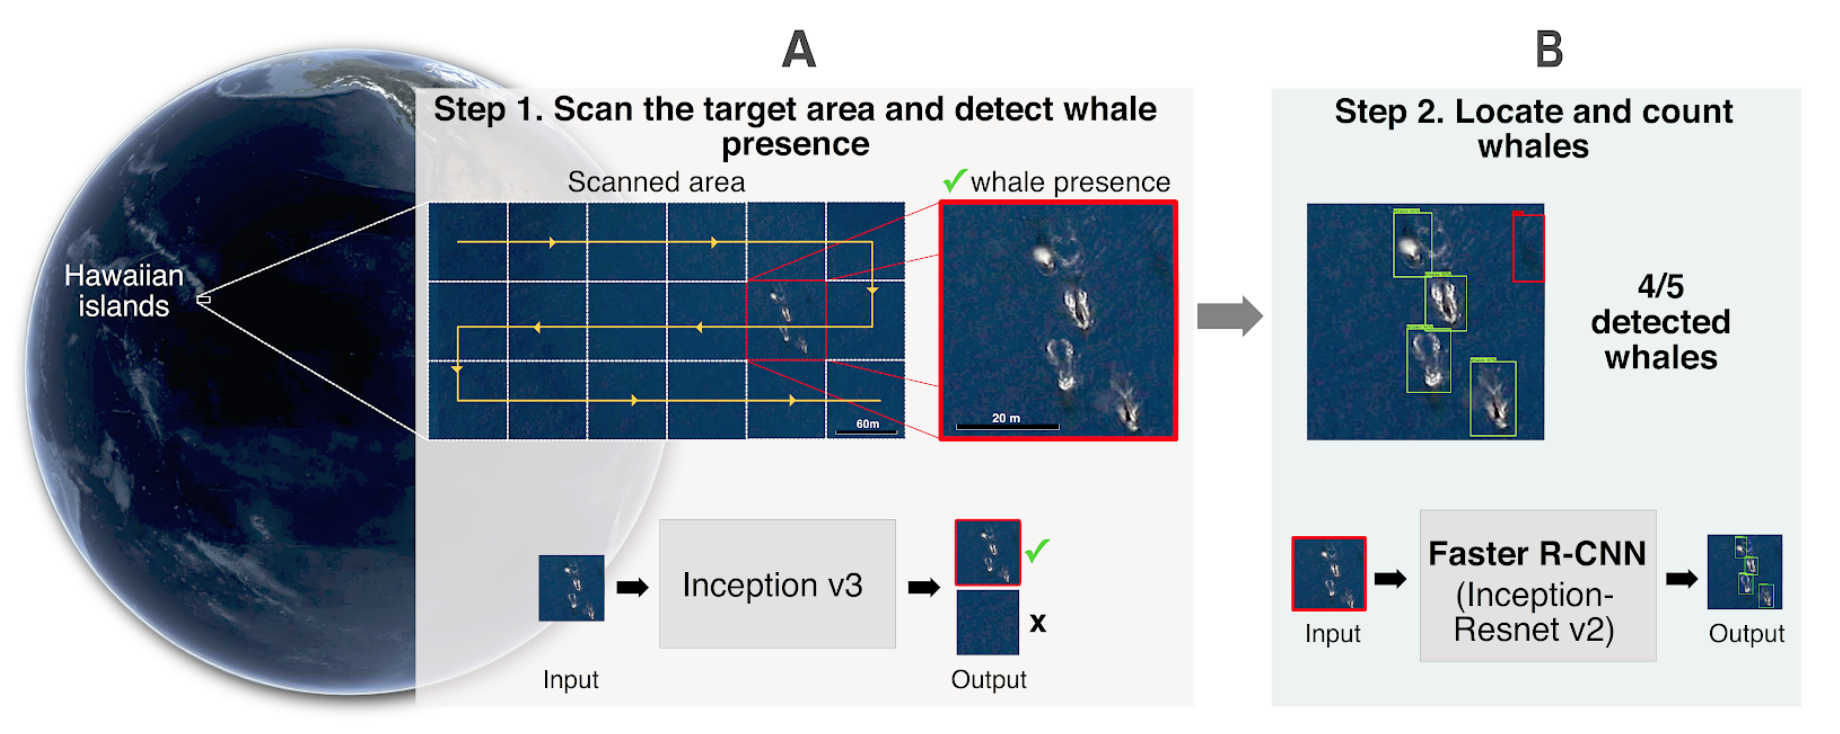 A
Step 1. Scan the target area and detect whale
presence
Scanned area
✓ whale presence
Hawaiian
islands
60m
20 m
Input
Inception v3
x
Output
B
Step 2. Locate and count
whales
4/5
detected
whales
Input
Faster R-CNN
(Inception-
Resnet v2)
Output